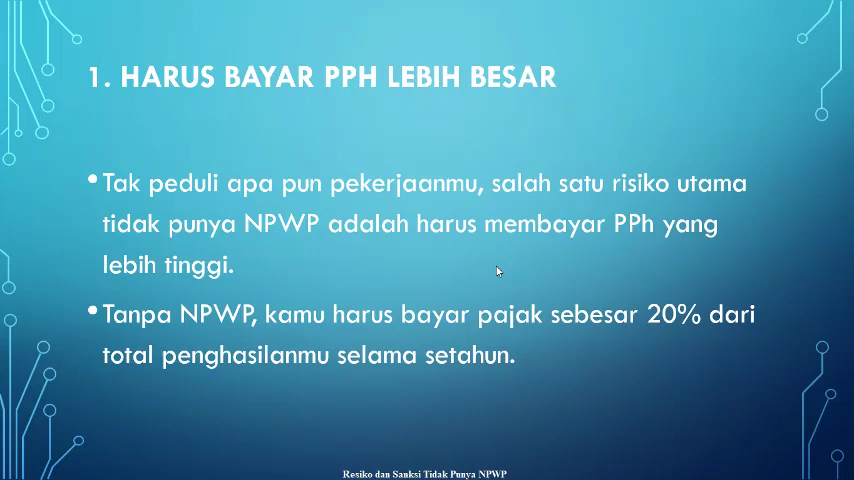 1. HARUS BAYAR PPH LEBIH BESAR
• Tak peduli apa pun pekerjaanmu, salah satu risiko utama
tidak punya NPWP adalah harus membayar PPh yang
lebih tinggi.
• Tanpa NPWP, kamu harus bayar pajak sebesar 20% dari
total penghasilanmu selama setahun.
Resiko dan Sanksi Tidak Punya NPWP